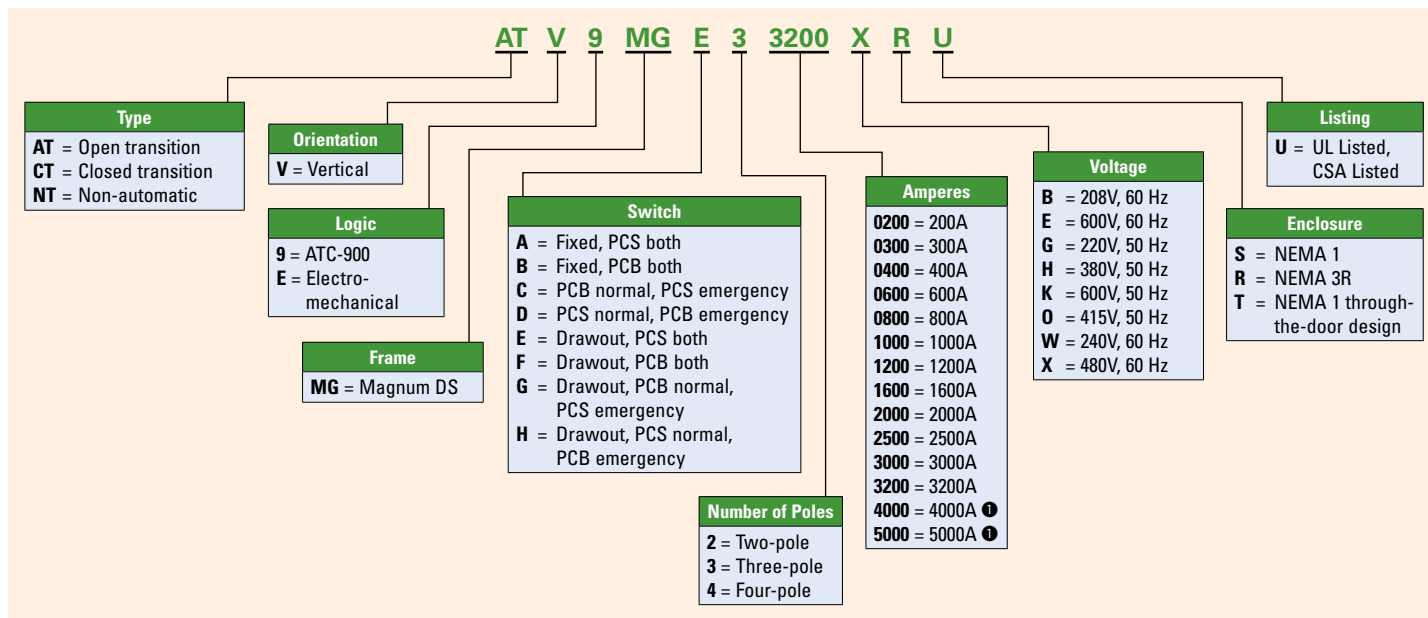 AT V 9 MG E 3 3200 X R U
Type
AT = Open transition
CT = Closed transition
NT = Non-automatic
Orientation
V = Vertical
Logic
9 = ATC-900
E = Electro-
mechanical
Frame
MG = Magnum DS
Switch
A = Fixed, PCS both
B = Fixed, PCB both
C = PCB normal, PCS emergency
D = PCS normal, PCB emergency
E = Drawout, PCS both
F = Drawout, PCB both
G = Drawout, PCB normal,
PCS emergency
H = Drawout, PCS normal,
PCB emergency
Number of Poles
2 = Two-pole
3 = Three-pole
4 = Four-pole
Amperes
0200 = 200A
0300 = 300A
0400 = 400A
0600 = 600A
0800 = 800A
1000 = 1000A
1200 = 1200A
1600 = 1600A
2000 = 2000A
2500 = 2500A
3000 = 3000A
3200 = 3200A
4000 = 4000A ❶
5000 = 5000A ❶
Voltage
B = 208V, 60 Hz
E = 600V, 60 Hz
G = 220V, 50 Hz
H = 380V, 50 Hz
K = 600V, 50 Hz
O = 415V, 50 Hz
W = 240V, 60 Hz
X = 480V, 60 Hz
Listing
U = UL Listed,
CSA Listed
Enclosure
S = NEMA 1
R = NEMA 3R
T = NEMA 1 through-
the-door design